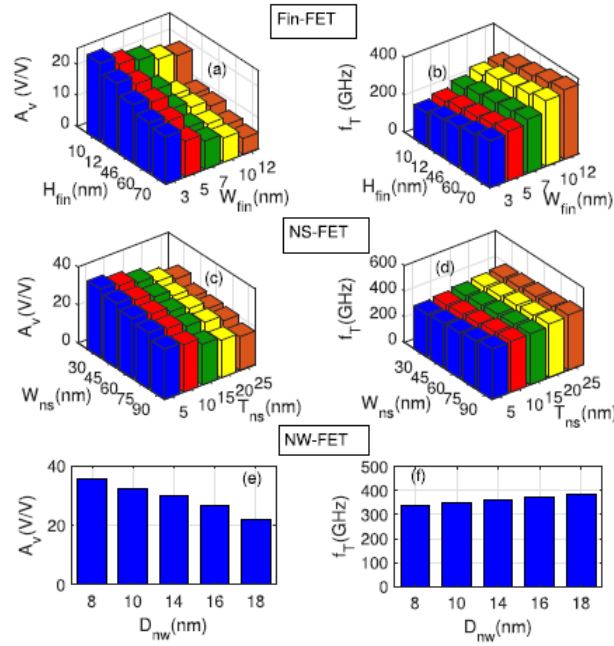 Fin-FET
A_v (V/V)
20
10
0
(a)
10
12
46
60
70
H_fin(nm)
3
5
7
10
12
W_fin(nm)
f_T (GHz)
400
200
0
(b)
10
12
46
60
70
H_fin(nm)
3
5
7
10
12
W_fin(nm)
NS-FET
A_v(V/V)
40
20
0
(c)
30
45
60
75
90
W_ns(nm)
5
10
15
20
25
T_ns(nm)
f_T(GHz)
600
400
200
0
(d)
30
45
60
75
90
W_ns(nm)
5
10
15
20
25
T_ns(nm)
NW-FET
A_v(V/V)
40
20
0
(e)
8 10 14 16 18
D_nw(nm)
f_T(GHz)
500
400
300
200
100
0
(f)
8 10 14 16 18
D_nw(nm)